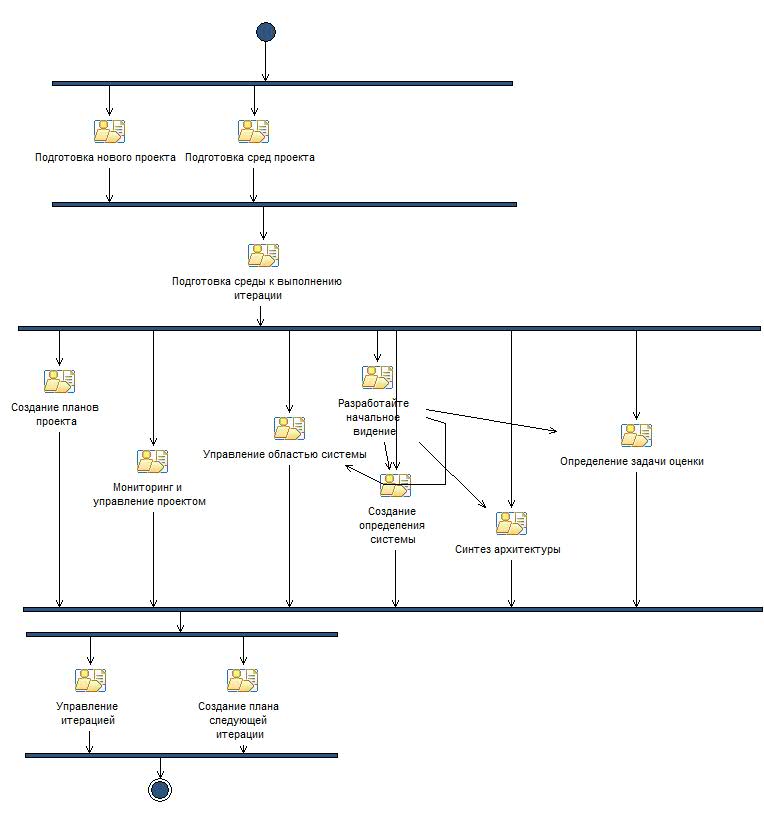 Подготовка нового проекта
Подготовка сред проекта
Подготовка среды к выполнению
итерации
Создание планов
проекта
Мониторинг и
управление проектом
Управление областью системы
Разработайте
начальное
видение
Создание
определения
системы
Синтез архитектуры
Определение задачи оценки
Управление
итерацией
Создание плана
следующей
итерации